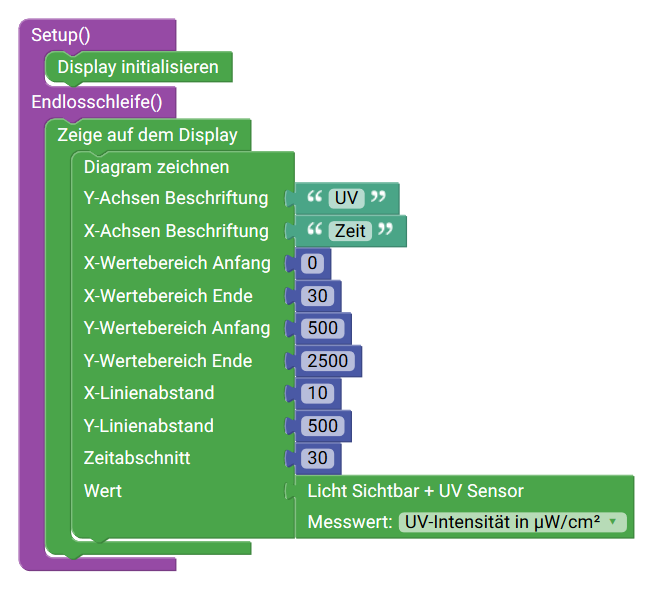 Setup()
Display initialisieren
Endlosschleife()
Zeige auf dem Display
Diagram zeichnen
Y-Achsen Beschriftung “ UV ”
X-Achsen Beschriftung “ Zeit ”
X-Wertebereich Anfang 0
X-Wertebereich Ende 30
Y-Wertebereich Anfang 500
Y-Wertebereich Ende 2500
X-Linienabstand 10
Y-Linienabstand 500
Zeitabschnitt 30
Wert Licht Sichtbar + UV Sensor
Messwert: UV-Intensität in µW/cm²